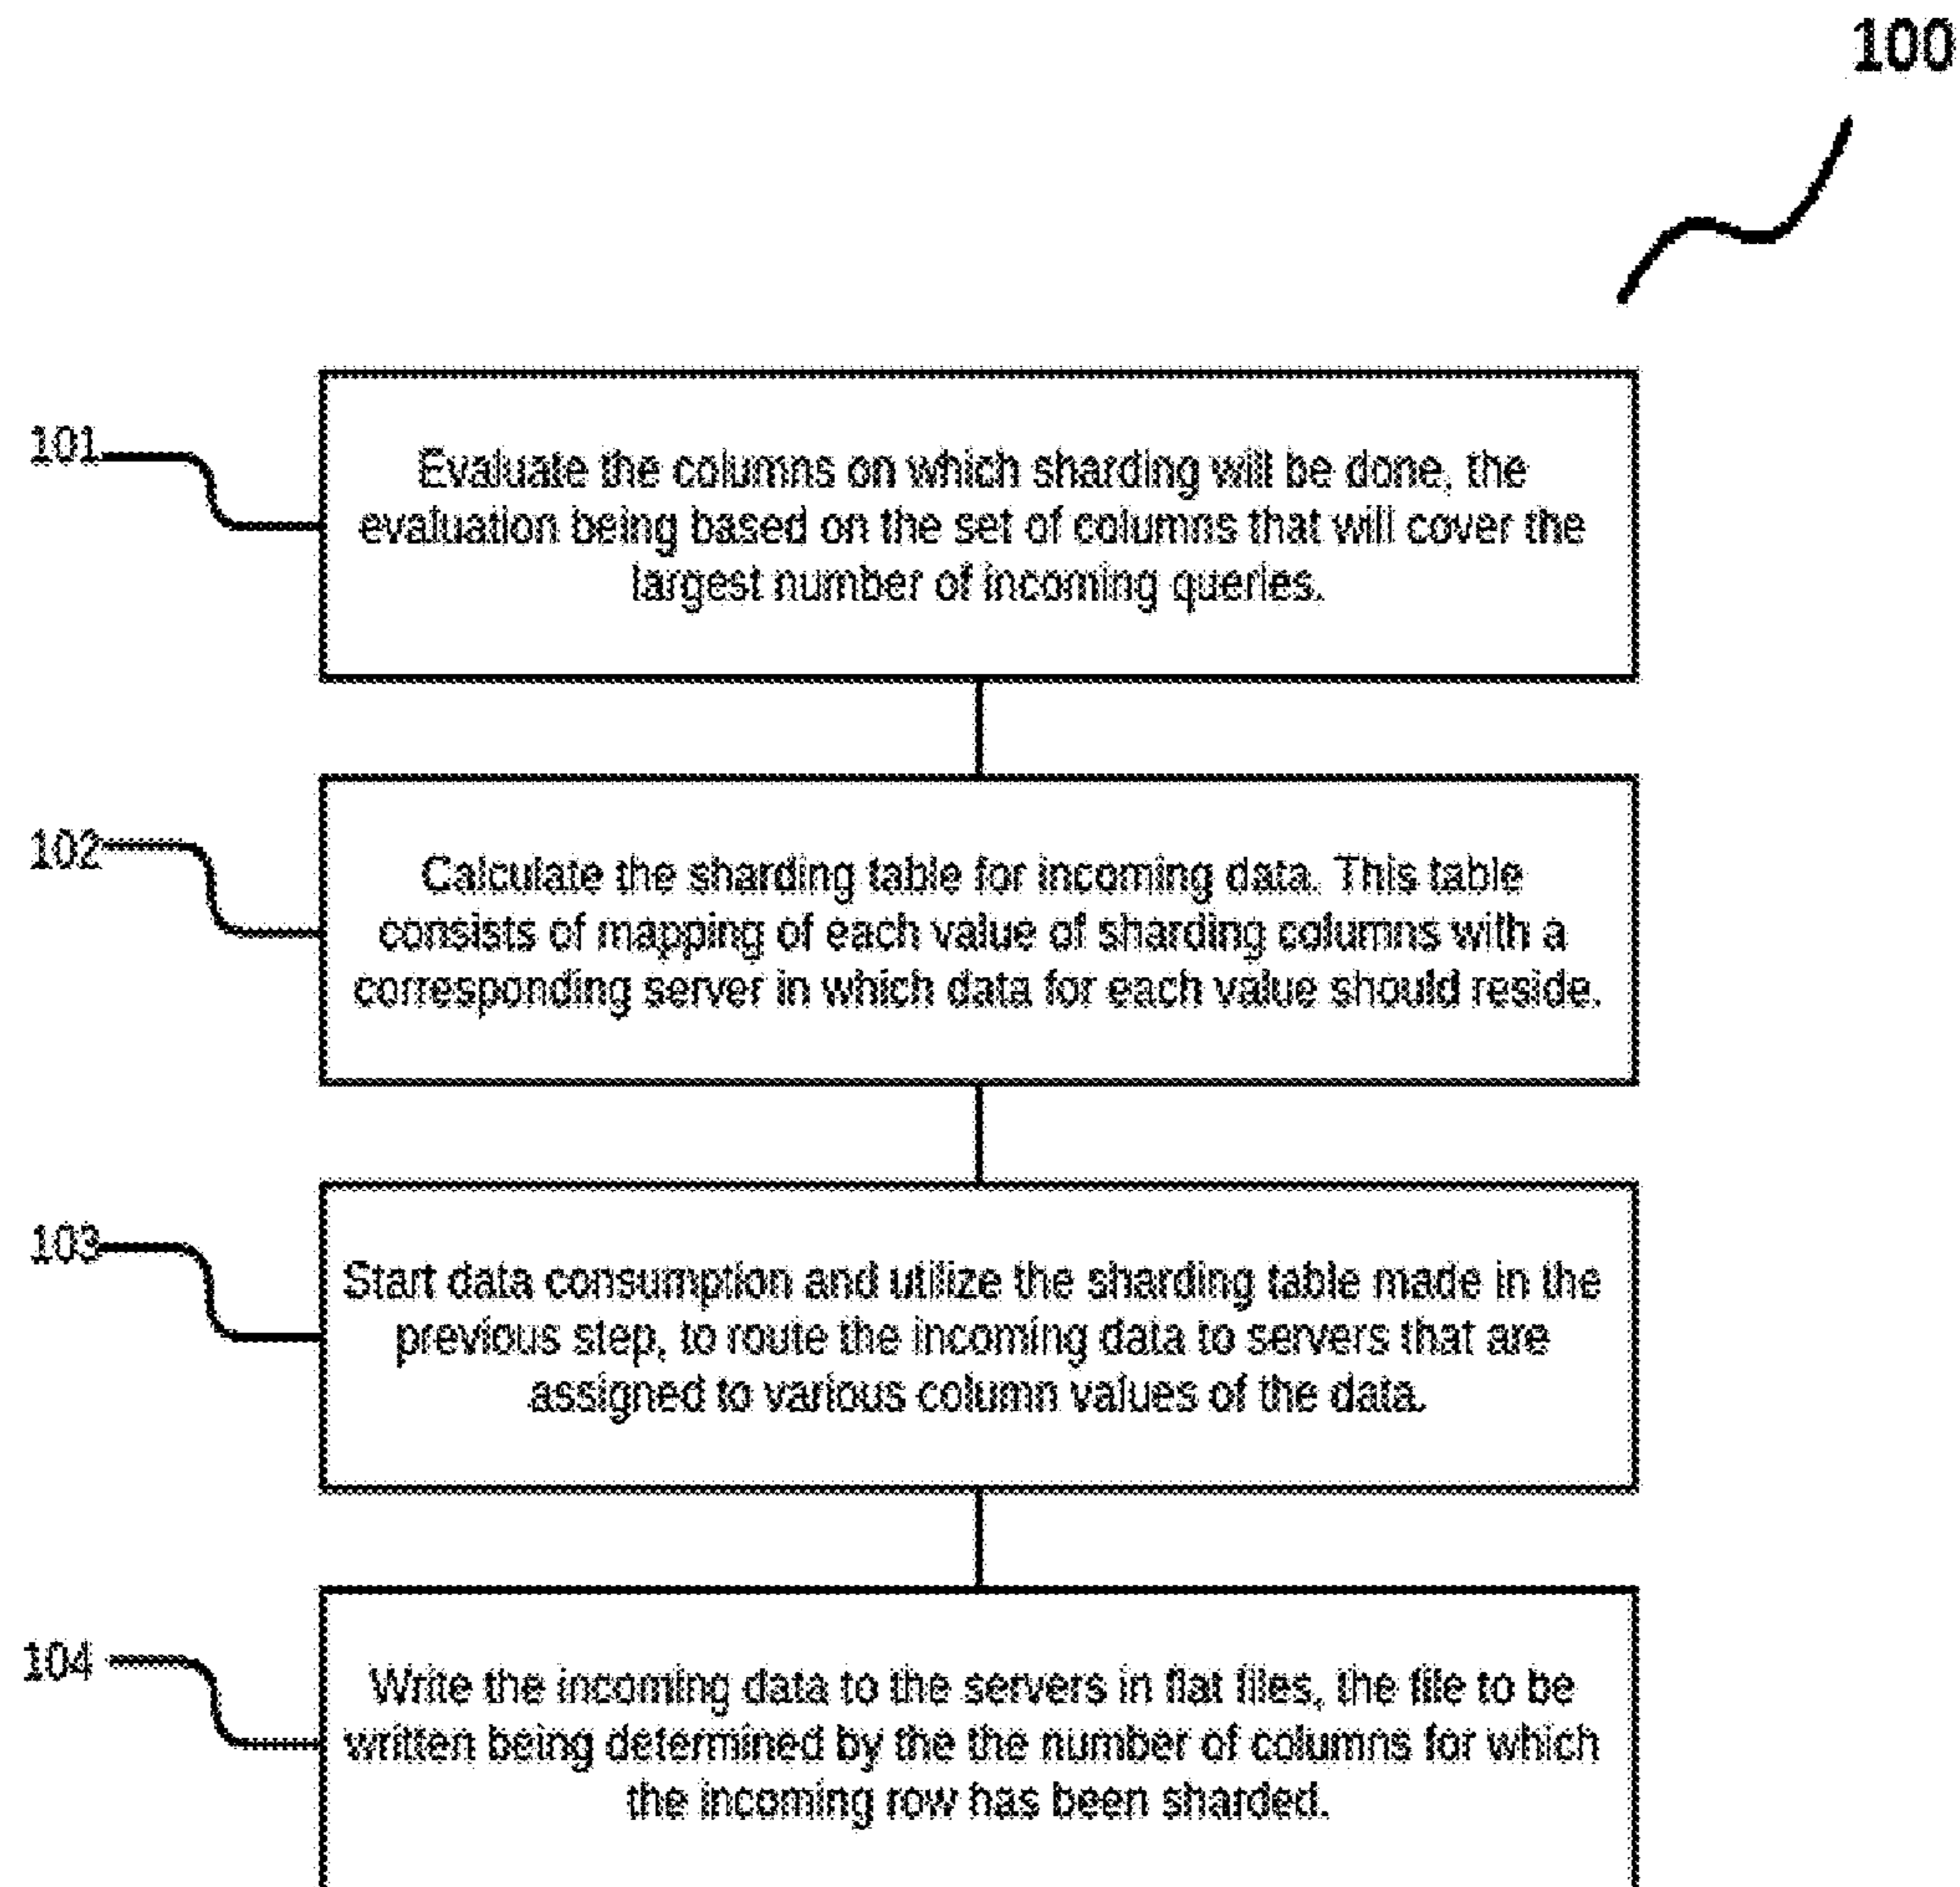 100
101
Evaluate the columns on which sharding will be done, the
evaluation being based on the set of columns that will cover the
largest number of incoming queries.
102
Calculate the sharding table for incoming data. This table
consists of mapping of each value of sharding columns with a
corresponding server in which data for each value should reside.
103
Start data consumption and utilize the sharding table made in the
previous step, to route the incoming data to servers that are
assigned to various column values of the data.
104
Write the incoming data to the servers in flat files, the file to be
written being determined by the the number of columns for which
the incoming row has been sharded.